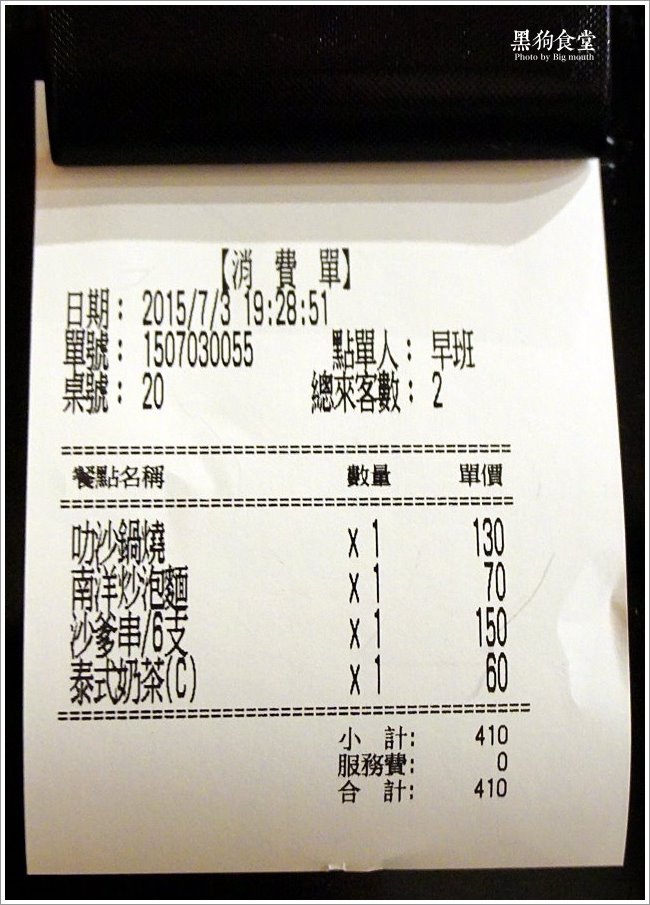 黑狗食堂
Photo by Big mouth
【消 費 單】
日期: 2015/7/3 19:28:51
單號: 1507030055 點單人: 早班
桌號: 20 總來客數: 2
==================================================
餐點名稱 數量 單價
==================================================
叻沙鍋燒 x 1 130
南洋炒泡麵 x 1 70
沙爹串/6支 x 1 150
泰式奶茶(C) x 1 60
==================================================
小 計: 410
服務費: 0
合 計: 410